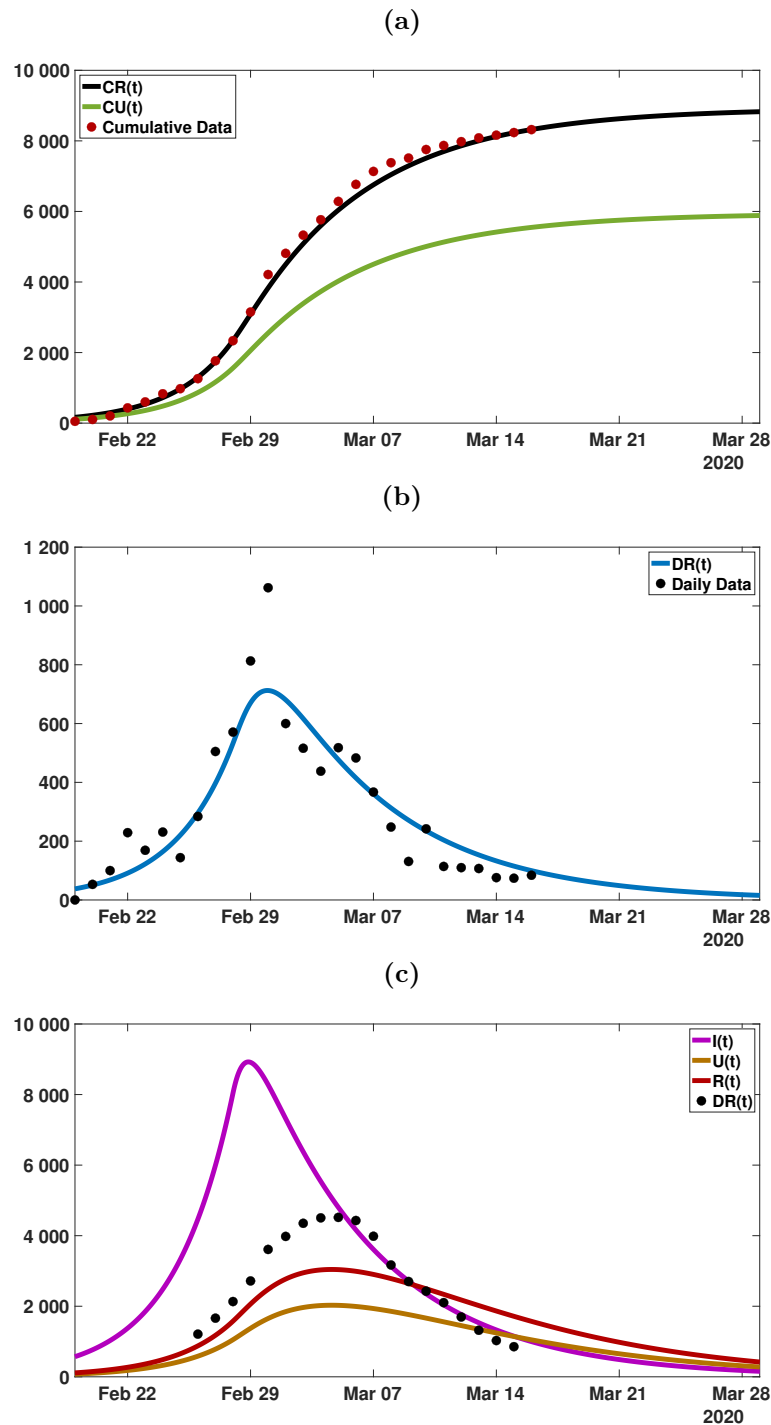 (a)
10 000
8 000
6 000
4 000
2 000
0
CR(t)
CU(t)
Cumulative Data
Feb 22
Feb 29
Mar 07
Mar 14
Mar 21
Mar 28
2020
(b)
1 200
1 000
800
600
400
200
0
DR(t)
Daily Data
Feb 22
Feb 29
Mar 07
Mar 14
Mar 21
Mar 28
2020
(c)
10 000
8 000
6 000
4 000
2 000
0
I(t)
U(t)
R(t)
DR(t)
Feb 22
Feb 29
Mar 07
Mar 14
Mar 21
Mar 28
2020